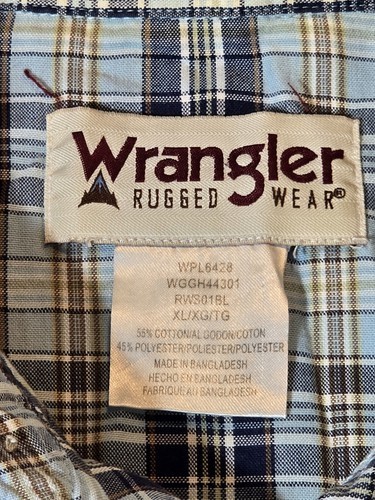 Wrangler®
RUGGED WEAR
WPL6428
WGGH44301
RWS01BL
XL/XG/TG
55% COTTON/ALGODON/COTON
45% POLYESTER/POLIESTER/POLYESTER
MADE IN BANGLADESH
HECHO EN BANGLADESH
FABRIQUE AU BANGLADESH